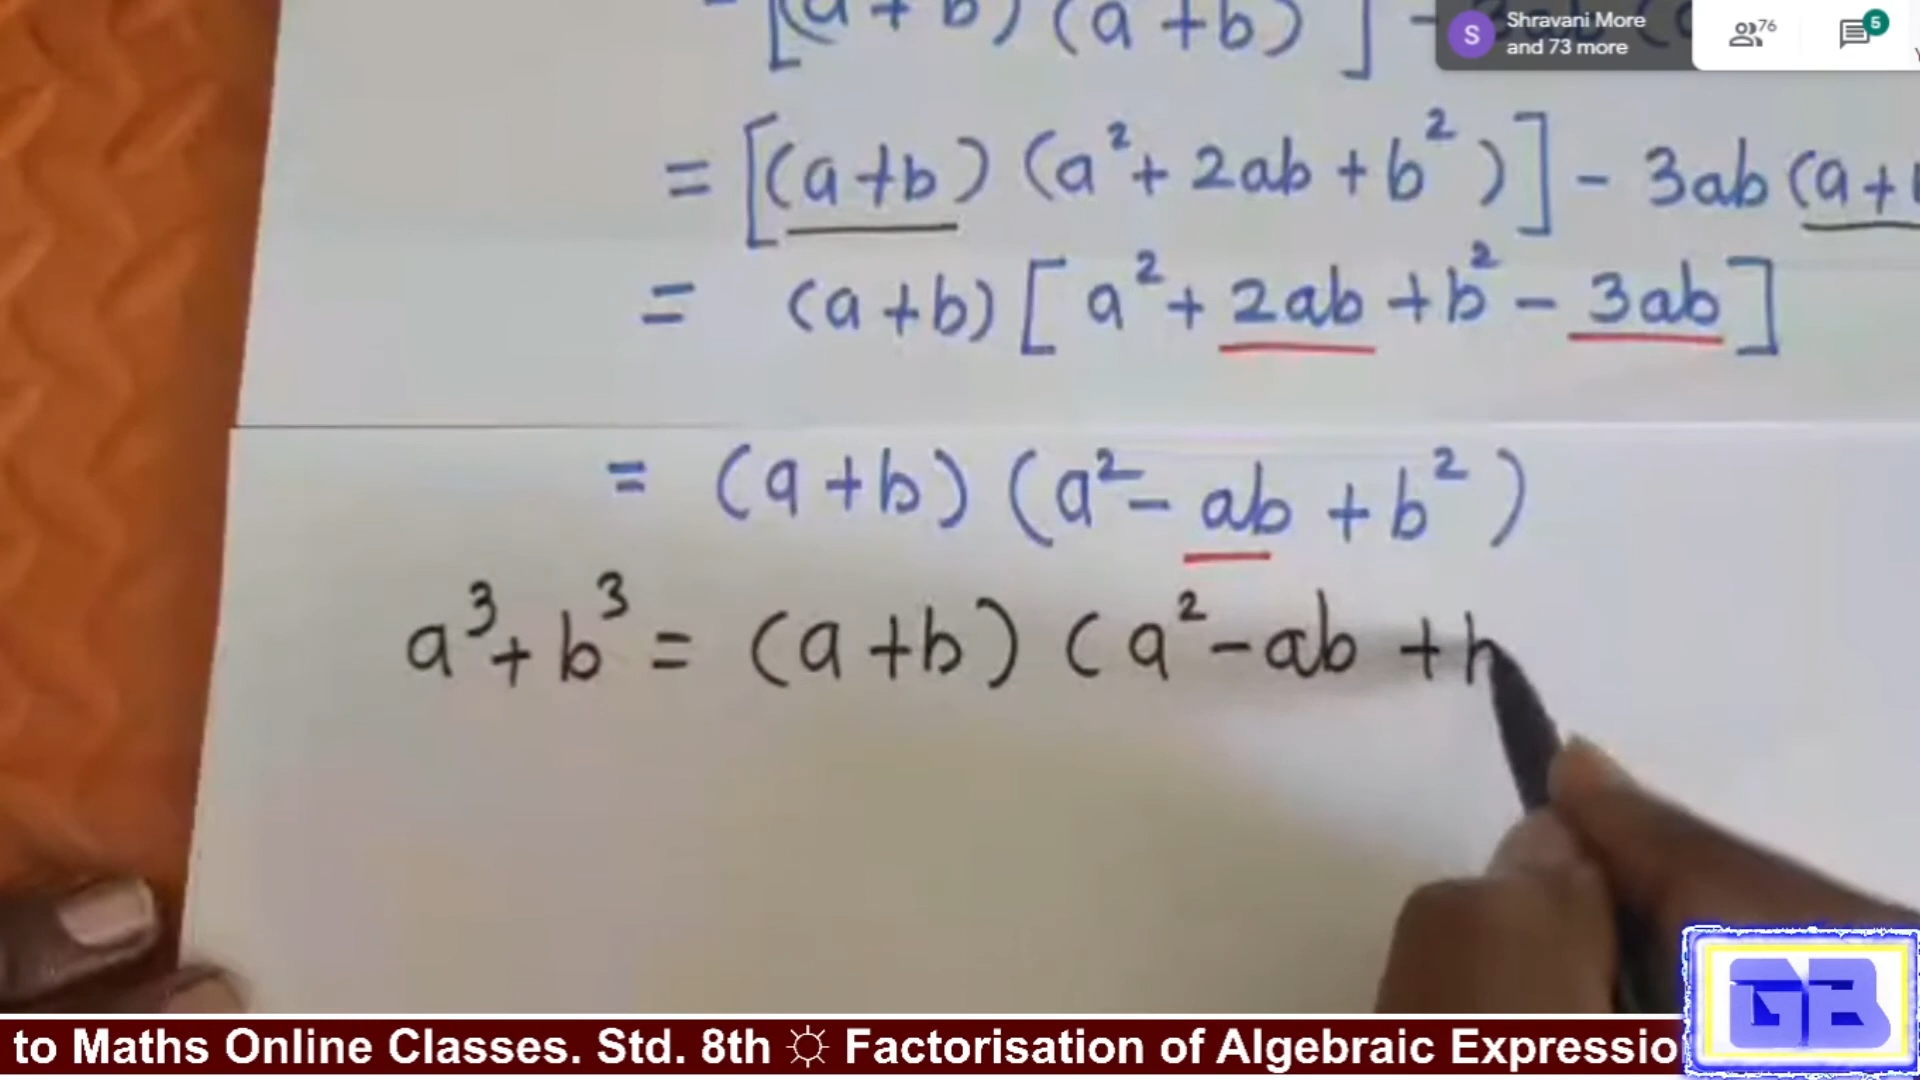 [(a+b) (a+b)] -
Shravani More
and 73 more
76
5
= [(a+b) (a² + 2ab + b²)] - 3ab (a+
= (a+b) [a² + 2ab + b² - 3ab]
= (a+b) (a² - ab + b²)
a³ + b³ = (a+b) (a² - ab +
to Maths Online Classes. Std. 8th ☼ Factorisation of Algebraic Expressio
GB